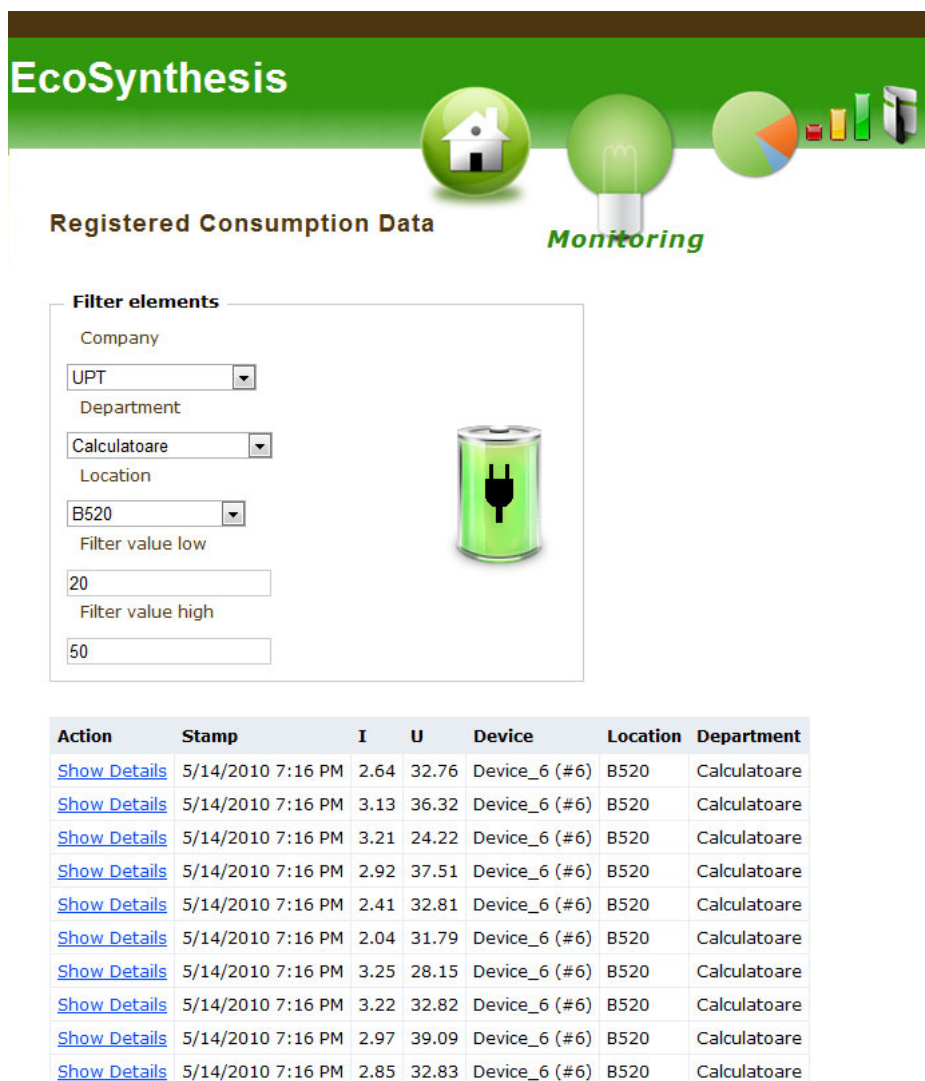 EcoSynthesis
Registered Consumption Data
Monitoring
Filter elements
Company
UPT
Department
Calculatoare
Location
B520
Filter value low
20
Filter value high
50
Action Stamp I U Device Location Department
Show Details 5/14/2010 7:16 PM 2.64 32.76 Device_6 (#6) B520 Calculatoare
Show Details 5/14/2010 7:16 PM 3.13 36.32 Device_6 (#6) B520 Calculatoare
Show Details 5/14/2010 7:16 PM 3.21 24.22 Device_6 (#6) B520 Calculatoare
Show Details 5/14/2010 7:16 PM 2.92 37.51 Device_6 (#6) B520 Calculatoare
Show Details 5/14/2010 7:16 PM 2.41 32.81 Device_6 (#6) B520 Calculatoare
Show Details 5/14/2010 7:16 PM 2.04 31.79 Device_6 (#6) B520 Calculatoare
Show Details 5/14/2010 7:16 PM 3.25 28.15 Device_6 (#6) B520 Calculatoare
Show Details 5/14/2010 7:16 PM 3.22 32.82 Device_6 (#6) B520 Calculatoare
Show Details 5/14/2010 7:16 PM 2.97 39.09 Device_6 (#6) B520 Calculatoare
Show Details 5/14/2010 7:16 PM 2.85 32.83 Device_6 (#6) B520 Calculatoare